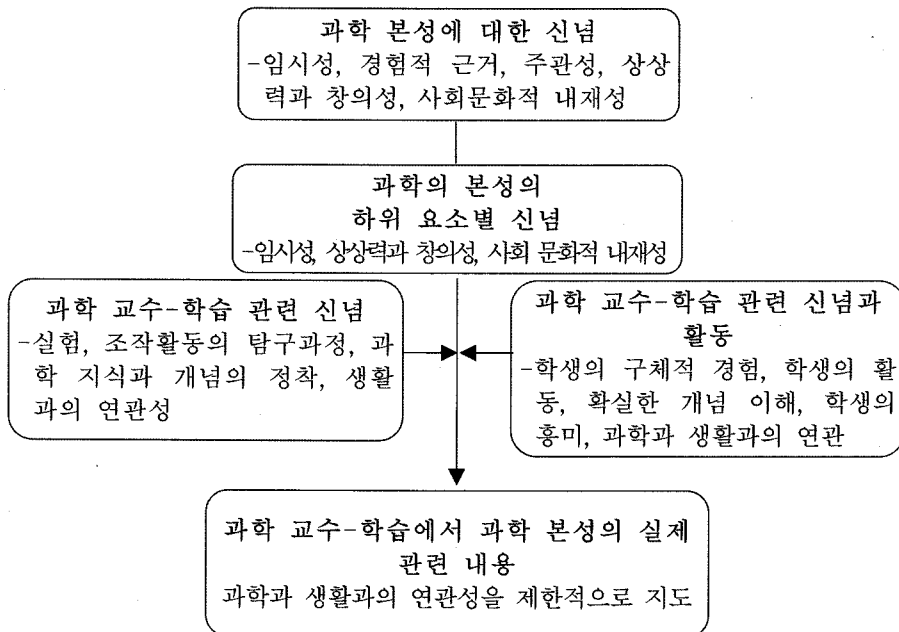 과학 본성에 대한 신념
-임시성, 경험적 근거, 주관성, 상상
력과 창의성, 사회문화적 내재성
과학의 본성의
하위 요소별 신념
-임시성, 상상력과 창의성, 사회 문화적 내재성
과학 교수-학습 관련 신념
-실험, 조작활동의 탐구과정, 과
학 지식과 개념의 정착, 생활
과의 연관성
과학 교수-학습 관련 신념과
활동
-학생의 구체적 경험, 학생의 활
동, 확실한 개념 이해, 학생의
흥미, 과학과 생활과의 연관
과학 교수-학습에서 과학 본성의 실제
관련 내용
과학과 생활과의 연관성을 제한적으로 지도